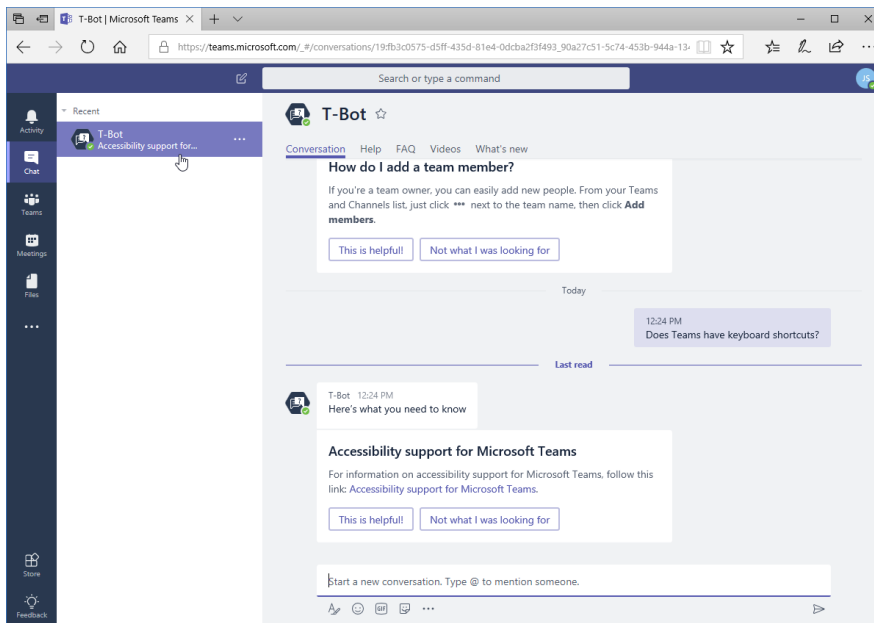 T-Bot | Microsoft Teams
https://teams.microsoft.com/_#/conversations/19:fb3c0575-d5ff-435d-81e4-0dcba2f3f493_90a27c51-5c74-453b-944a-13
Search or type a command
JS
Activity
Chat
Teams
Meetings
Files
Store
Feedback
Recent
T-Bot
Accessibility support for...
T-Bot
Conversation Help FAQ Videos What's new
How do I add a team member?
If you're a team owner, you can easily add new people. From your Teams
and Channels list, just click ••• next to the team name, then click Add
members.
This is helpful! Not what I was looking for
Today
12:24 PM
Does Teams have keyboard shortcuts?
Last read
T-Bot 12:24 PM
Here's what you need to know
Accessibility support for Microsoft Teams
For information on accessibility support for Microsoft Teams, follow this
link: Accessibility support for Microsoft Teams.
This is helpful! Not what I was looking for
Start a new conversation. Type @ to mention someone.
GIF